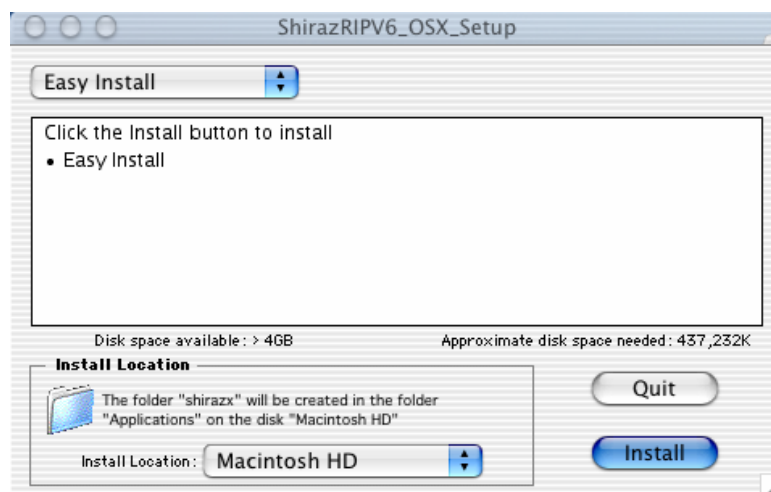 ShirazRIPV6_OSX_Setup
Easy Install
Click the Install button to install
• Easy Install
Disk space available: > 4GB
Approximate disk space needed: 437,232K
Install Location
The folder "shirazx" will be created in the folder
"Applications" on the disk "Macintosh HD"
Install Location: Macintosh HD
Quit
Install